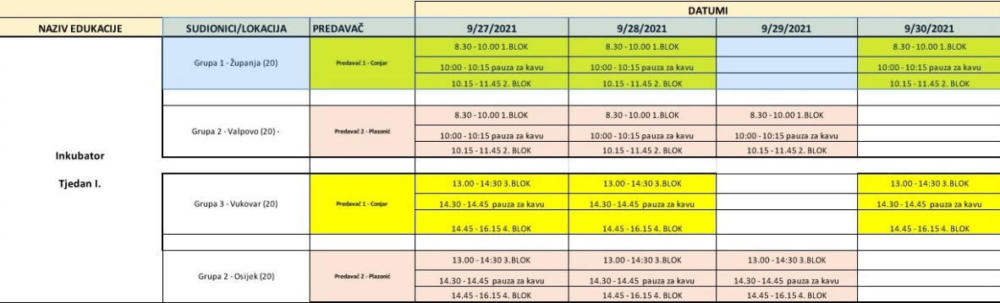 DATUMI
NAZIV EDUKACIJE SUDIONICI/LOKACIJA PREDAVAČ 9/27/2021 9/28/2021 9/29/2021 9/30/2021
8.30 - 10.00 1.BLOK 8.30 - 10.00 1.BLOK 8.30 - 10.00 1.BLOK
Grupa 1 - Županja (20) Predavač 1 - Conjar
10:00 - 10:15 pauza za kavu 10:00 - 10:15 pauza za kavu 10:00 - 10:15 pauza za kavu
10.15 - 11.45 2. BLOK 10.15 - 11.45 2. BLOK 10.15 - 11.45 2. BLOK
8.30 - 10.00 1.BLOK 8.30 - 10.00 1.BLOK 8.30 - 10.00 1.BLOK
Grupa 2 - Valpovo (20) - Predavač 2 - Plazonić
10:00 - 10:15 pauza za kavu 10:00 - 10:15 pauza za kavu 10:00 - 10:15 pauza za kavu
10.15 - 11.45 2. BLOK 10.15 - 11.45 2. BLOK 10.15 - 11.45 2. BLOK
Inkubator
Tjedan I.
13.00 - 14:30 3.BLOK 13.00 - 14:30 3.BLOK 13.00 - 14:30 3.BLOK
Grupa 3 - Vukovar (20) Predavač 1 - Conjar 14.30 - 14.45 pauza za kavu 14.30 - 14.45 pauza za kavu 14.30 - 14.45 pauza za kavu
14.45 - 16.15 4. BLOK 14.45 - 16.15 4. BLOK 14.45 - 16.15 4. BLOK
13.00 - 14:30 3.BLOK 13.00 - 14:30 3.BLOK 13.00 - 14:30 3.BLOK
Grupa 2 - Osijek (20) Predavač 2 - Plazonić
14.30 - 14.45 pauza za kavu 14.30 - 14.45 pauza za kavu 14.30 - 14.45 pauza za kavu
14.45 - 16.15 4. BLOK 14.45 - 16.15 4. BLOK 14.45 - 16.15 4. BLOK